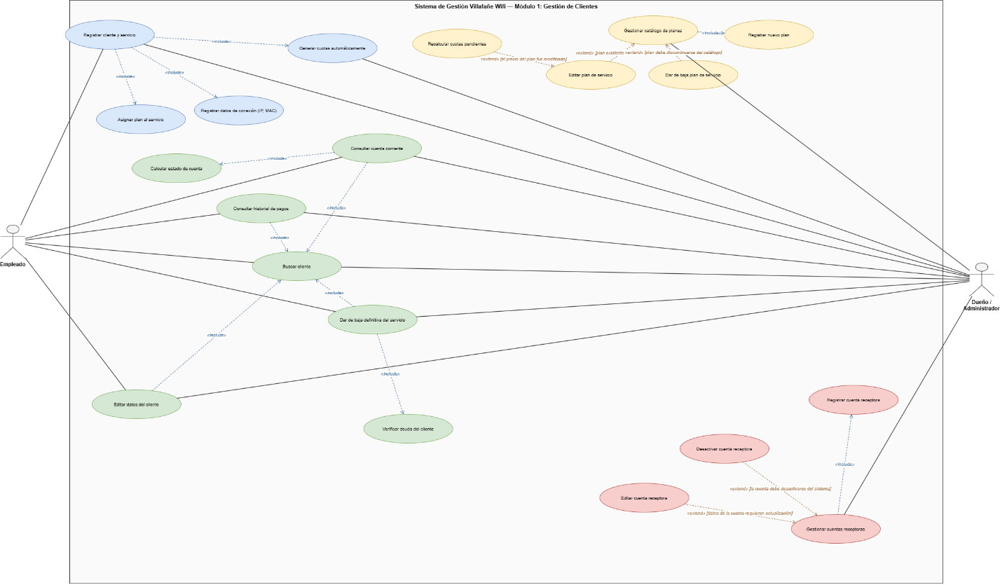 Sistema de Gestión Villafañe Wifi — Módulo 1: Gestión de Clientes
Registrar cliente y servicio
«include»
Generar cuotas automáticamente
«include»
«include»
Asignar plan al servicio
Registrar datos de conexión (IP, MAC)
Recalcular cuotas pendientes
Gestionar catálogo de planes
«include»
Registrar nuevo plan
«extend» [el precio del plan fue modificado]
«extend» [plan existente
«extend» [plan debe discontinuarse del catálogo]
Editar plan de servicio
Dar de baja plan de servicio
Consultar cuenta corriente
«include»
Calcular estado de cuenta
Consultar historial de pagos
«include»
«include»
Buscar cliente
«include»
Dar de baja definitiva del servicio
«include»
«include»
Editar datos del cliente
Verificar deuda del cliente
Empleado
Dueño /
Administrador
Registrar cuenta receptora
Desactivar cuenta receptora
«include»
«extend» [la cuenta debe desactivarse del sistema]
Editar cuenta receptora
«extend» [datos de la cuenta requieren actualización]
Gestionar cuentas receptoras